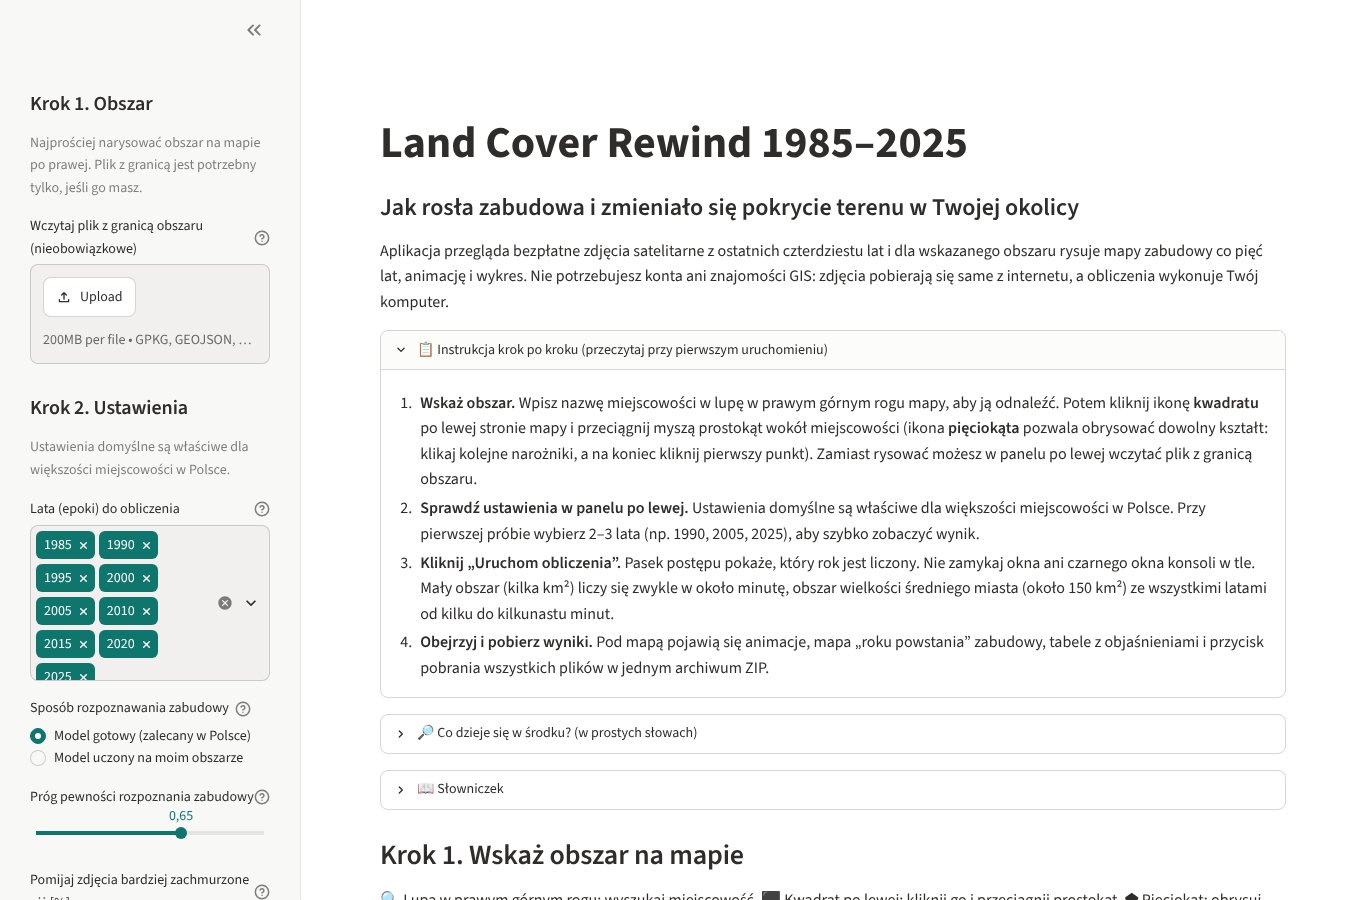 Krok 1. Obszar
Najprościej narysować obszar na mapie
po prawej. Plik z granicą jest potrzebny
tylko, jeśli go masz.
Wczytaj plik z granicą obszaru
(nieobowiązkowe)
Upload
200MB per file • GPKG, GEOJSON, …
Krok 2. Ustawienia
Ustawienia domyślne są właściwe dla
większości miejscowości w Polsce.
Lata (epoki) do obliczenia
1985 × 1990 ×
1995 × 2000 ×
2005 × 2010 ×
2015 × 2020 ×
2025 ×
Sposób rozpoznawania zabudowy
Model gotowy (zalecany w Polsce)
Model uczony na moim obszarze
Próg pewności rozpoznania zabudowy
0,65
Pomijaj zdjęcia bardziej zachmurzone
Land Cover Rewind 1985–2025
Jak rosła zabudowa i zmieniało się pokrycie terenu w Twojej okolicy
Aplikacja przegląda bezpłatne zdjęcia satelitarne z ostatnich czterdziestu lat i dla wskazanego obszaru rysuje mapy zabudowy co pięć
lat, animację i wykres. Nie potrzebujesz konta ani znajomości GIS: zdjęcia pobierają się same z internetu, a obliczenia wykonuje Twój
komputer.
📋 Instrukcja krok po kroku (przeczytaj przy pierwszym uruchomieniu)
1. Wskaż obszar. Wpisz nazwę miejscowości w lupę w prawym górnym rogu mapy, aby ją odnaleźć. Potem kliknij ikonę kwadratu
po lewej stronie mapy i przeciągnij myszą prostokąt wokół miejscowości (ikona pięciokąta pozwala obrysować dowolny kształt:
klikaj kolejne narożniki, a na koniec kliknij pierwszy punkt). Zamiast rysować możesz w panelu po lewej wczytać plik z granicą
obszaru.
2. Sprawdź ustawienia w panelu po lewej. Ustawienia domyślne są właściwe dla większości miejscowości w Polsce. Przy
pierwszej próbie wybierz 2–3 lata (np. 1990, 2005, 2025), aby szybko zobaczyć wynik.
3. Kliknij „Uruchom obliczenia”. Pasek postępu pokaże, który rok jest liczony. Nie zamykaj okna ani czarnego okna konsoli w tle.
Mały obszar (kilka km²) liczy się zwykle w około minutę, obszar wielkości średniego miasta (około 150 km²) ze wszystkimi latami
od kilku do kilkunastu minut.
4. Obejrzyj i pobierz wyniki. Pod mapą pojawią się animacje, mapa „roku powstania” zabudowy, tabele z objaśnieniami i przycisk
pobrania wszystkich plików w jednym archiwum ZIP.
🔎 Co dzieje się w środku? (w prostych słowach)
📖 Słowniczek
Krok 1. Wskaż obszar na mapie
🔍 Lupa w prawym górnym rogu: wyszukaj miejscowość. ⬛ Kwadrat po lewej: kliknij go i przeciągnij prostokąt. ⬟ Pięciokąt: obrysuj